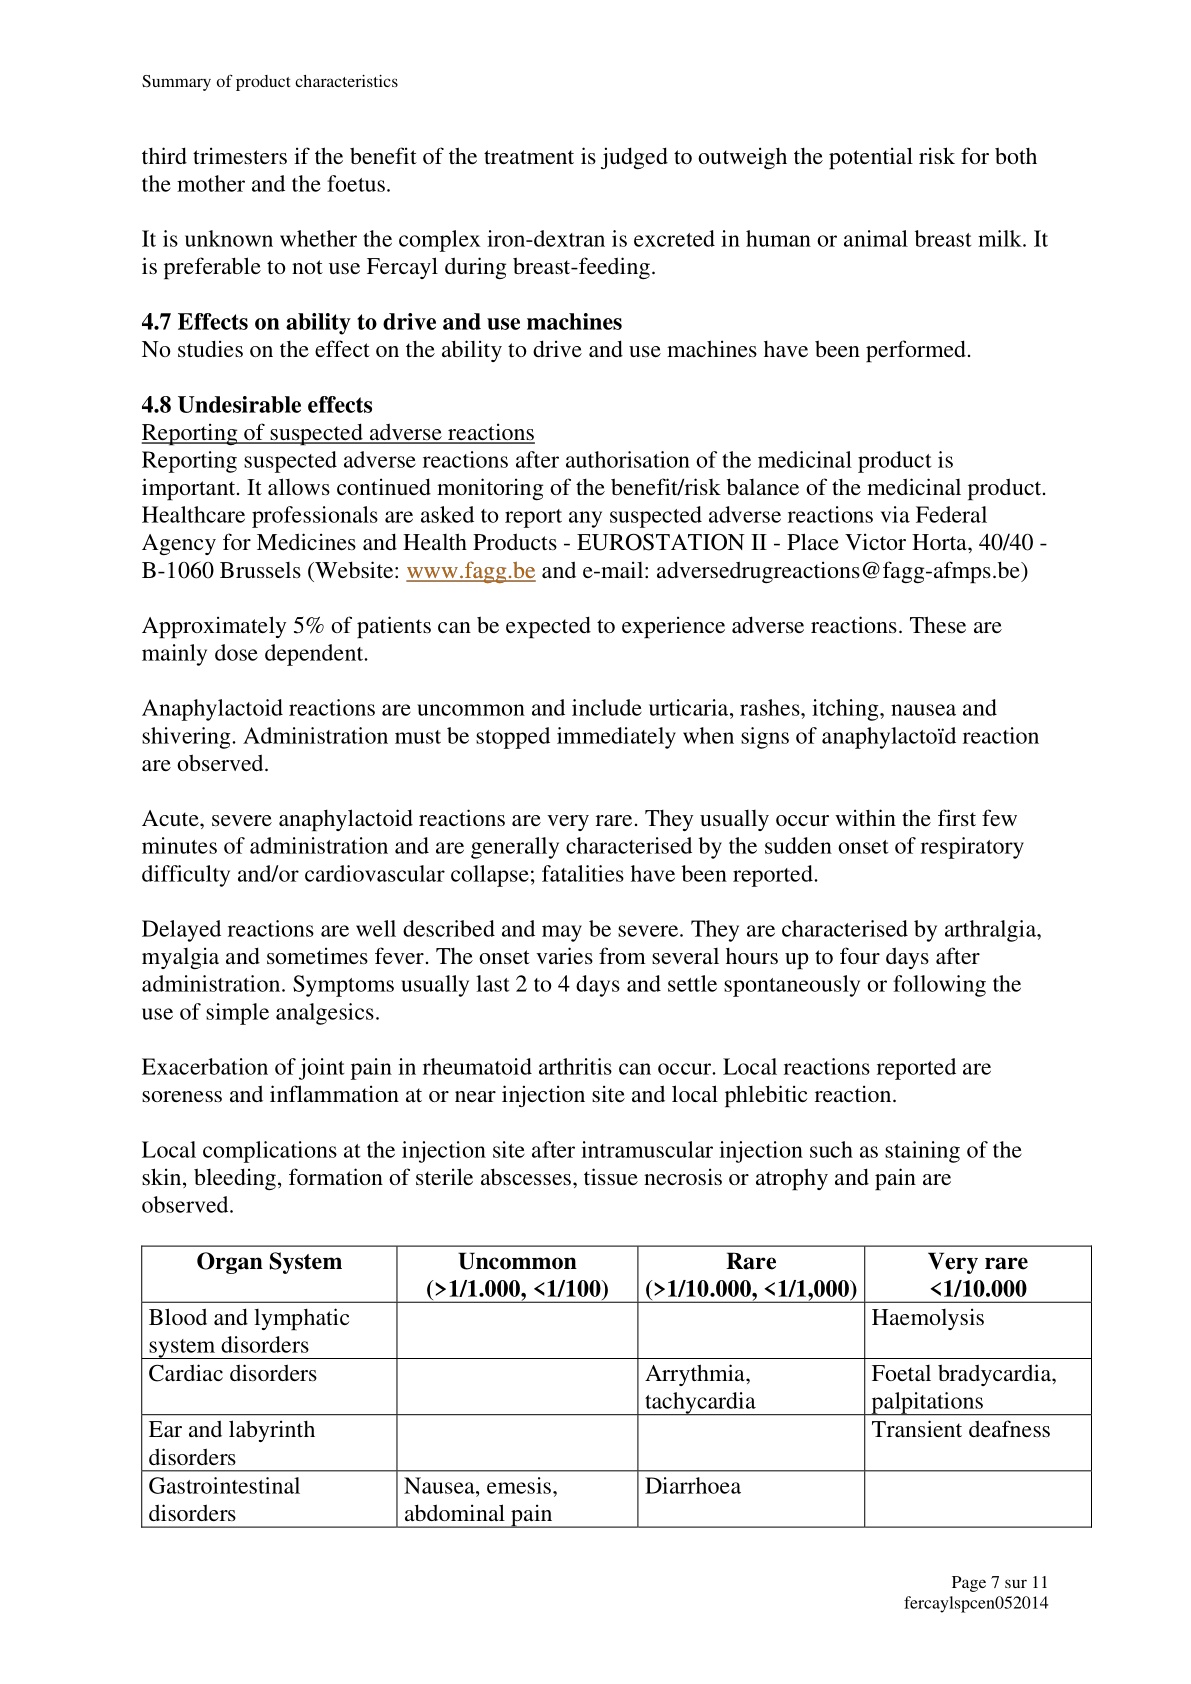 Summary of product characteristics
third trimesters if the benefit of the treatment is judged to outweigh the potential risk for both
the mother and the foetus.
It is unknown whether the complex iron-dextran is excreted in human or animal breast milk. It
is preferable to not use Fercayl during breast-feeding.
4.7 Effects on ability to drive and use machines
No studies on the effect on the ability to drive and use machines have been performed.
4.8 Undesirable effects
Reporting of suspected adverse reactions
Reporting suspected adverse reactions after authorisation of the medicinal product is
important. It allows continued monitoring of the benefit/risk balance of the medicinal product.
Healthcare professionals are asked to report any suspected adverse reactions via Federal
Agency for Medicines and Health Products - EUROSTATION II - Place Victor Horta, 40/40 -
B-1060 Brussels (Website: www.fagg.be and e-mail: adversedrugreactions@fagg-afmps.be)
Approximately 5% of patients can be expected to experience adverse reactions. These are
mainly dose dependent.
Anaphylactoid reactions are uncommon and include urticaria, rashes, itching, nausea and
shivering. Administration must be stopped immediately when signs of anaphylactoïd reaction
are observed.
Acute, severe anaphylactoid reactions are very rare. They usually occur within the first few
minutes of administration and are generally characterised by the sudden onset of respiratory
difficulty and/or cardiovascular collapse; fatalities have been reported.
Delayed reactions are well described and may be severe. They are characterised by arthralgia,
myalgia and sometimes fever. The onset varies from several hours up to four days after
administration. Symptoms usually last 2 to 4 days and settle spontaneously or following the
use of simple analgesics.
Exacerbation of joint pain in rheumatoid arthritis can occur. Local reactions reported are
soreness and inflammation at or near injection site and local phlebitic reaction.
Local complications at the injection site after intramuscular injection such as staining of the
skin, bleeding, formation of sterile abscesses, tissue necrosis or atrophy and pain are
observed.
Organ System Uncommon Rare Very rare
(>1/1.000, <1/100) (>1/10.000, <1/1,000) <1/10.000
Blood and lymphatic Haemolysis
system disorders
Cardiac disorders Arrythmia, Foetal bradycardia,
tachycardia palpitations
Ear and labyrinth Transient deafness
disorders
Gastrointestinal Nausea, emesis, Diarrhoea
disorders abdominal pain
Page 7 sur 11
fercaylspcen052014